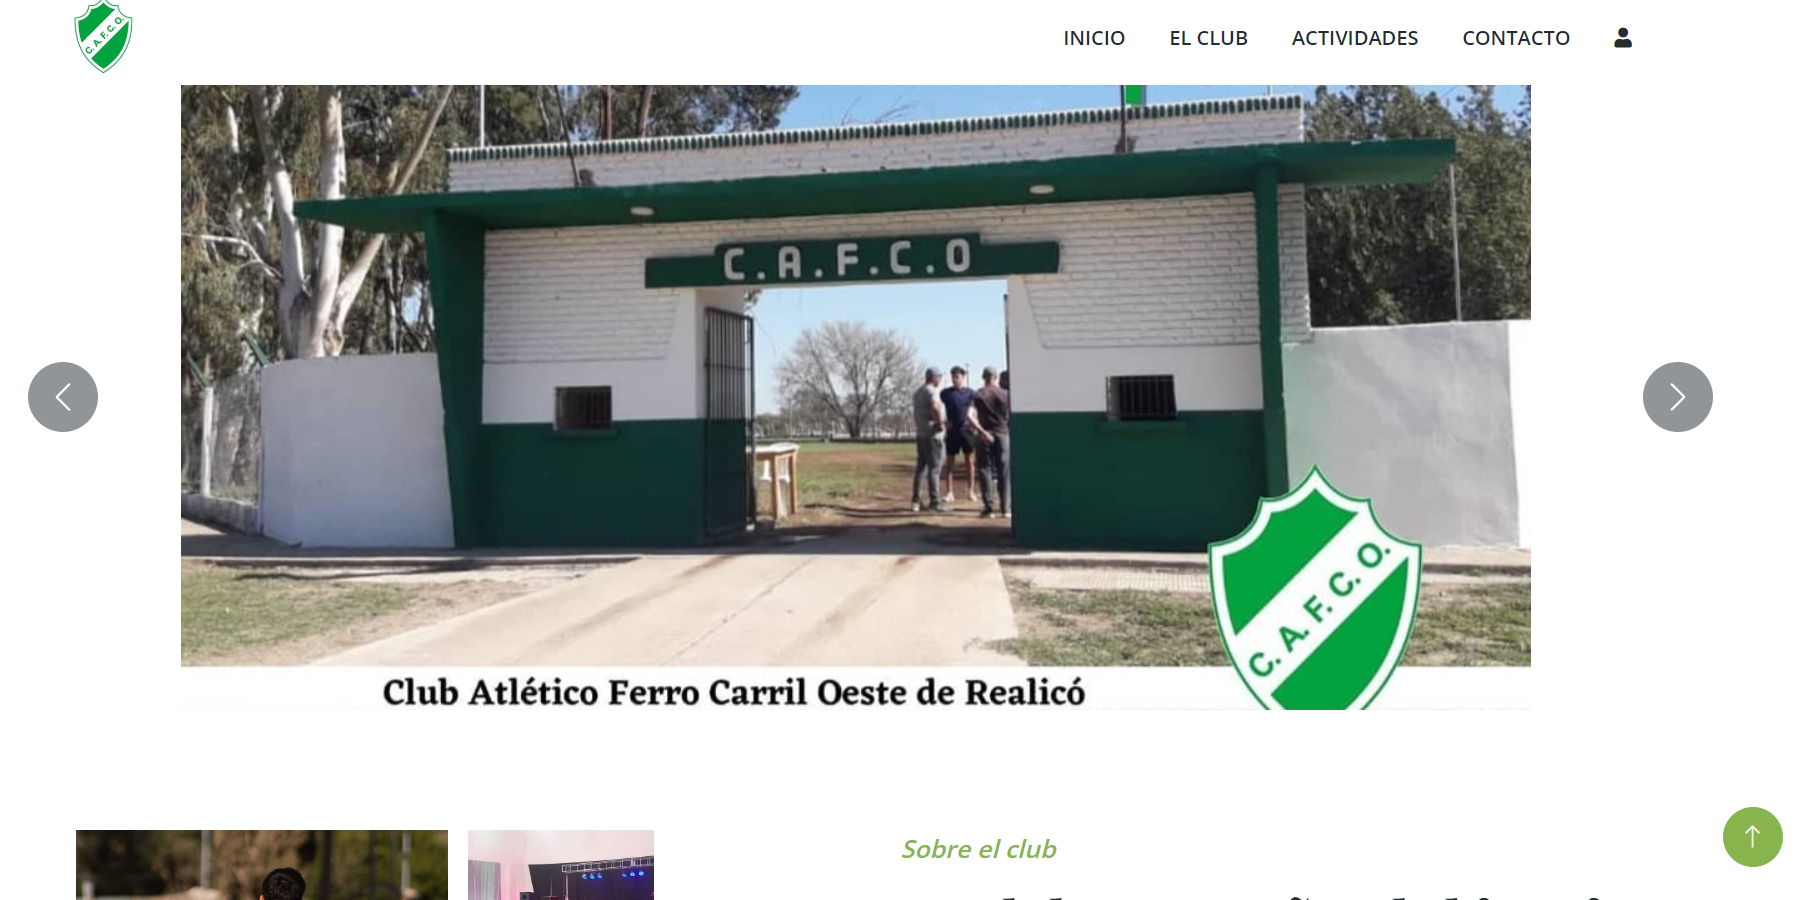 C. A. F. C. O.
INICIO EL CLUB ACTIVIDADES CONTACTO
C.A.F.C.O
C. A. F. C. O.
Club Atlético Ferro Carril Oeste de Realicó
Sobre el club